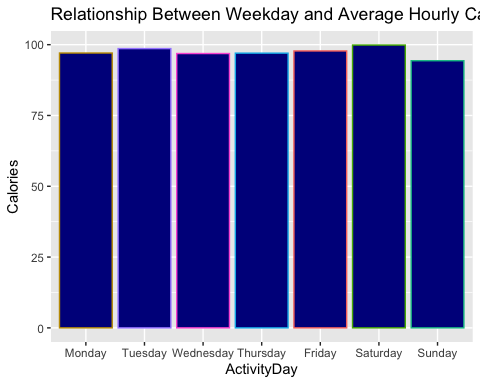 Relationship Between Weekday and Average Hourly Ca
100
75
50
25
0
Calories
Monday Tuesday Wednesday Thursday Friday Saturday Sunday
ActivityDay